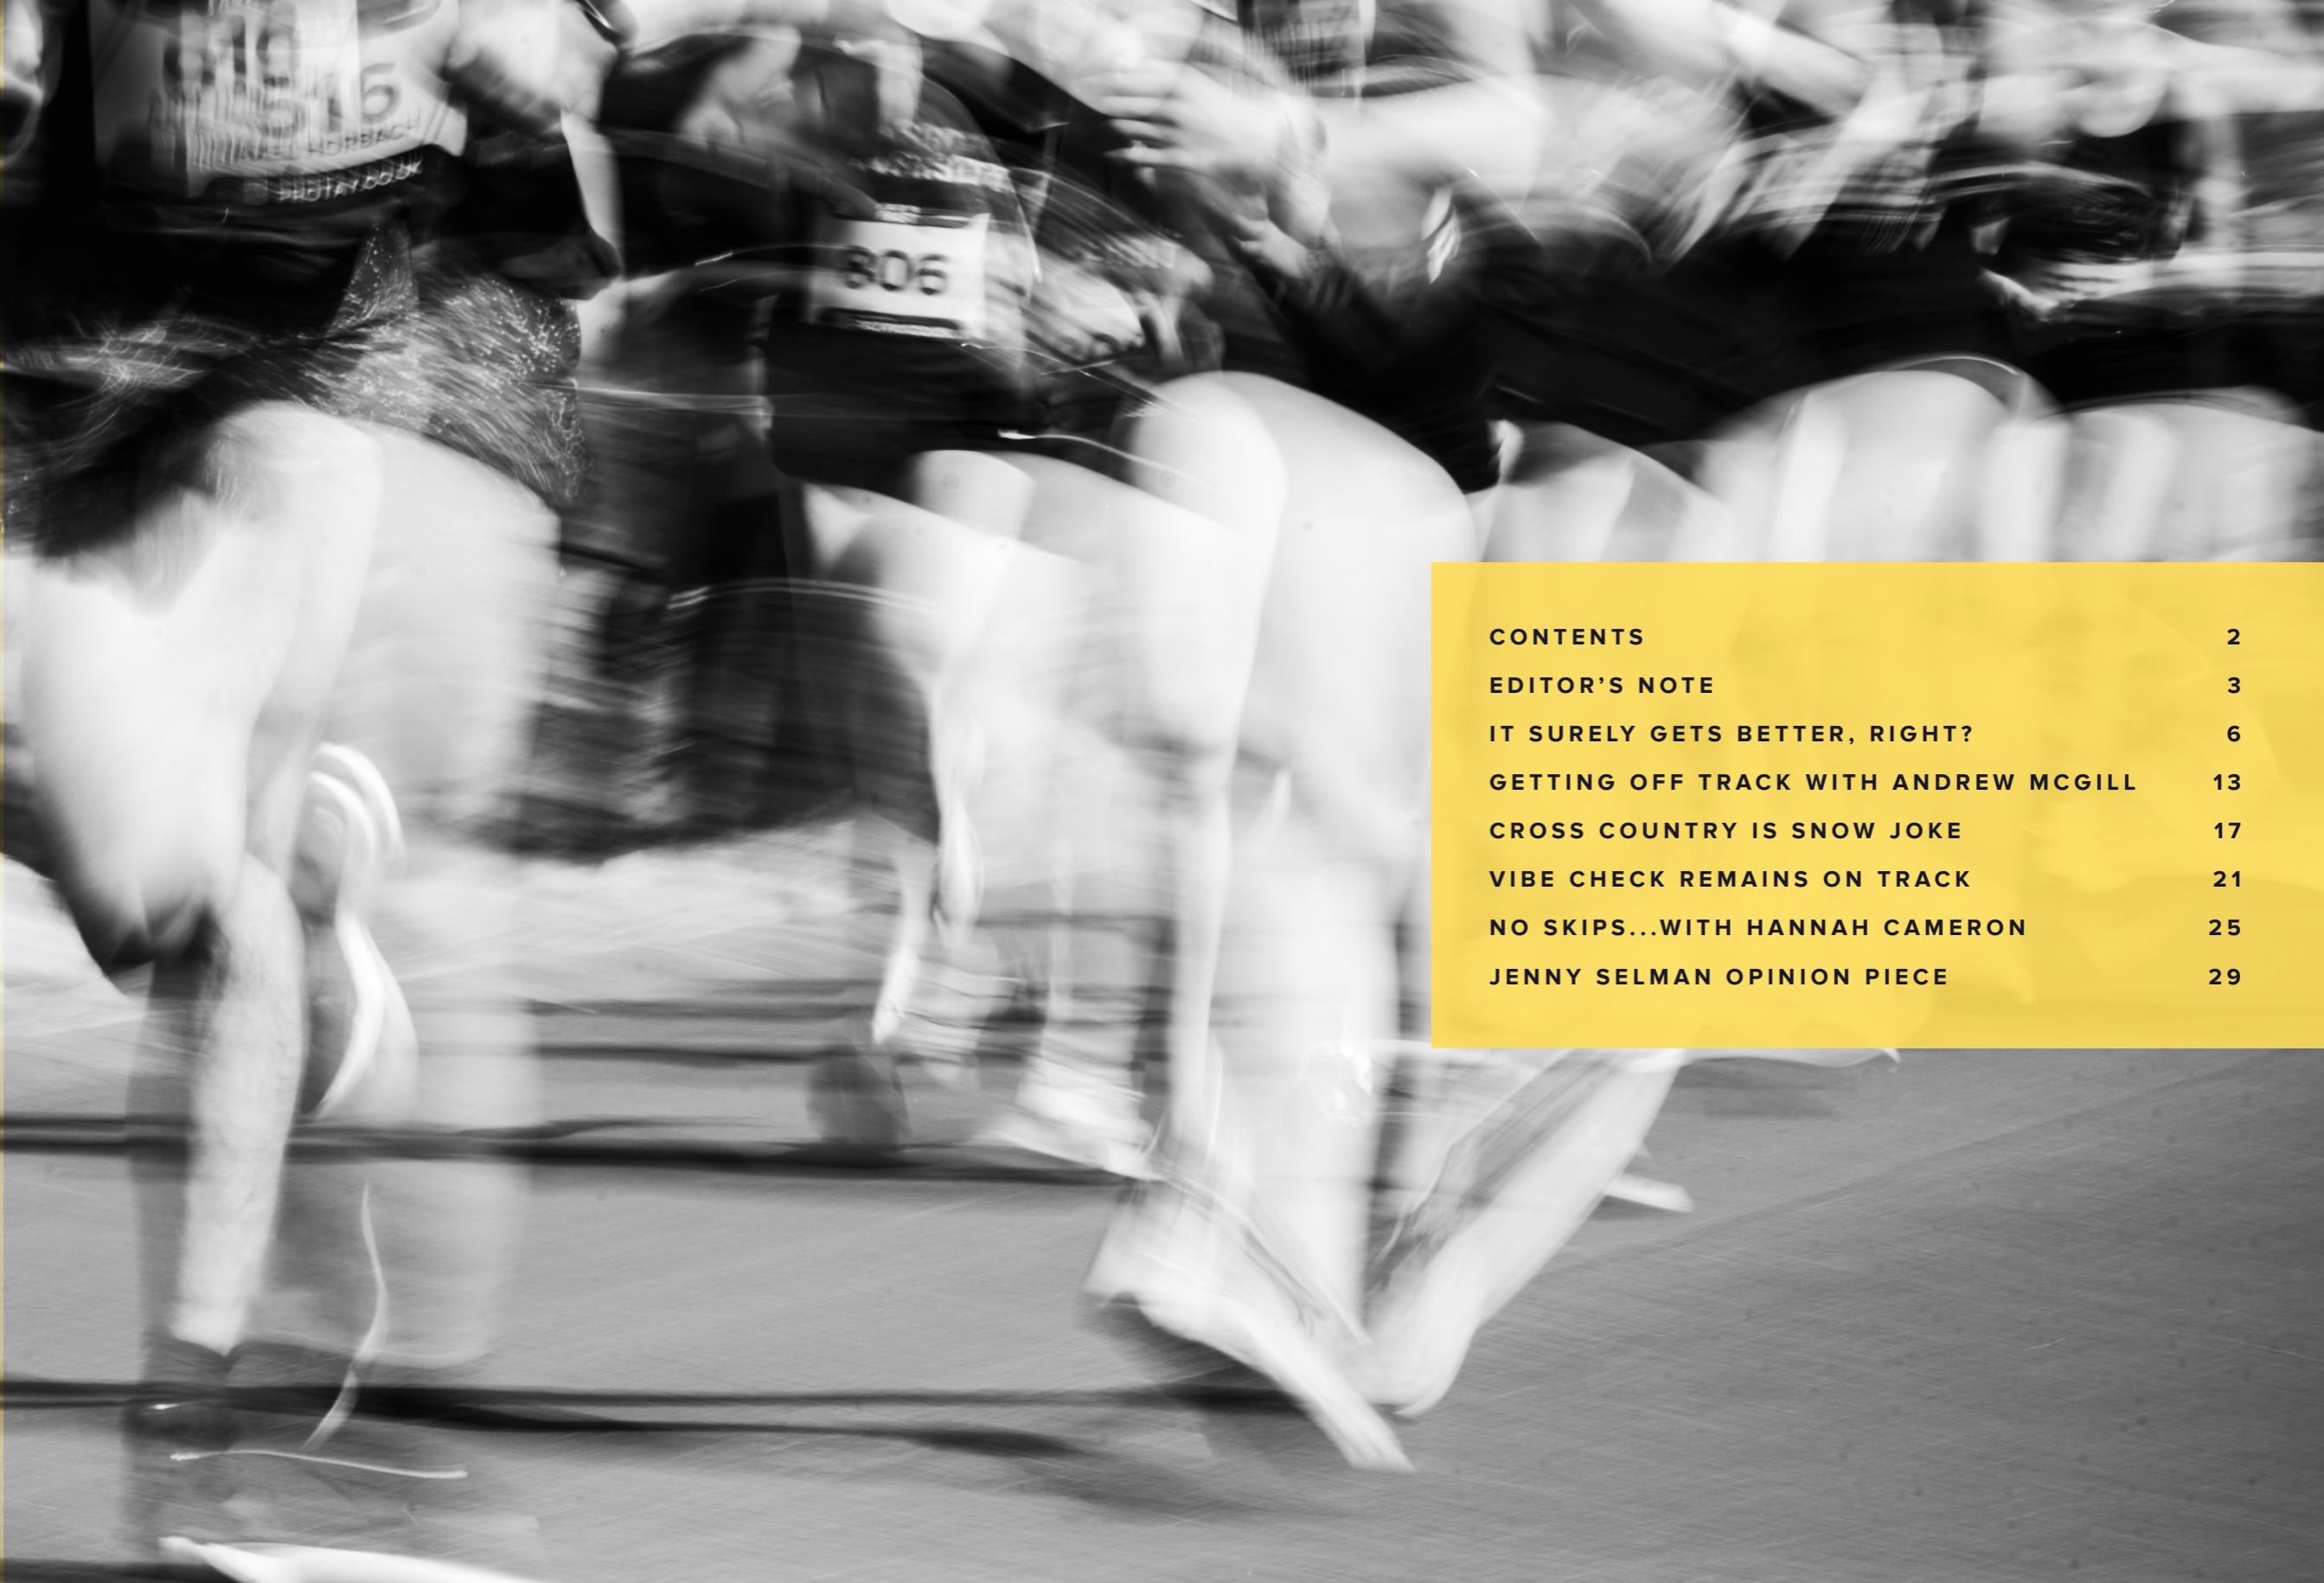 806
CONTENTS 2
EDITOR’S NOTE 3
IT SURELY GETS BETTER, RIGHT? 6
GETTING OFF TRACK WITH ANDREW MCGILL 13
CROSS COUNTRY IS SNOW JOKE 17
VIBE CHECK REMAINS ON TRACK 21
NO SKIPS...WITH HANNAH CAMERON 25
JENNY SELMAN OPINION PIECE 29